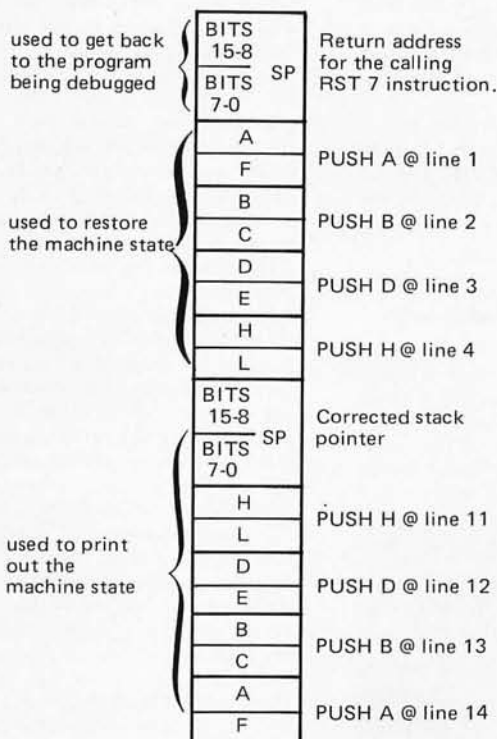 used to get back
to the program
being debugged
BITS
15-8
BITS
7-0
SP
Return address
for the calling
RST 7 instruction.
used to restore
the machine state
A
F
PUSH A @ line 1
B
C
PUSH B @ line 2
D
E
PUSH D @ line 3
H
L
PUSH H @ line 4
used to print
out the
machine state
BITS
15-8
BITS
7-0
SP
Corrected stack
pointer
H
L
PUSH H @ line 11
D
E
PUSH D @ line 12
B
C
PUSH B @ line 13
A
F
PUSH A @ line 14